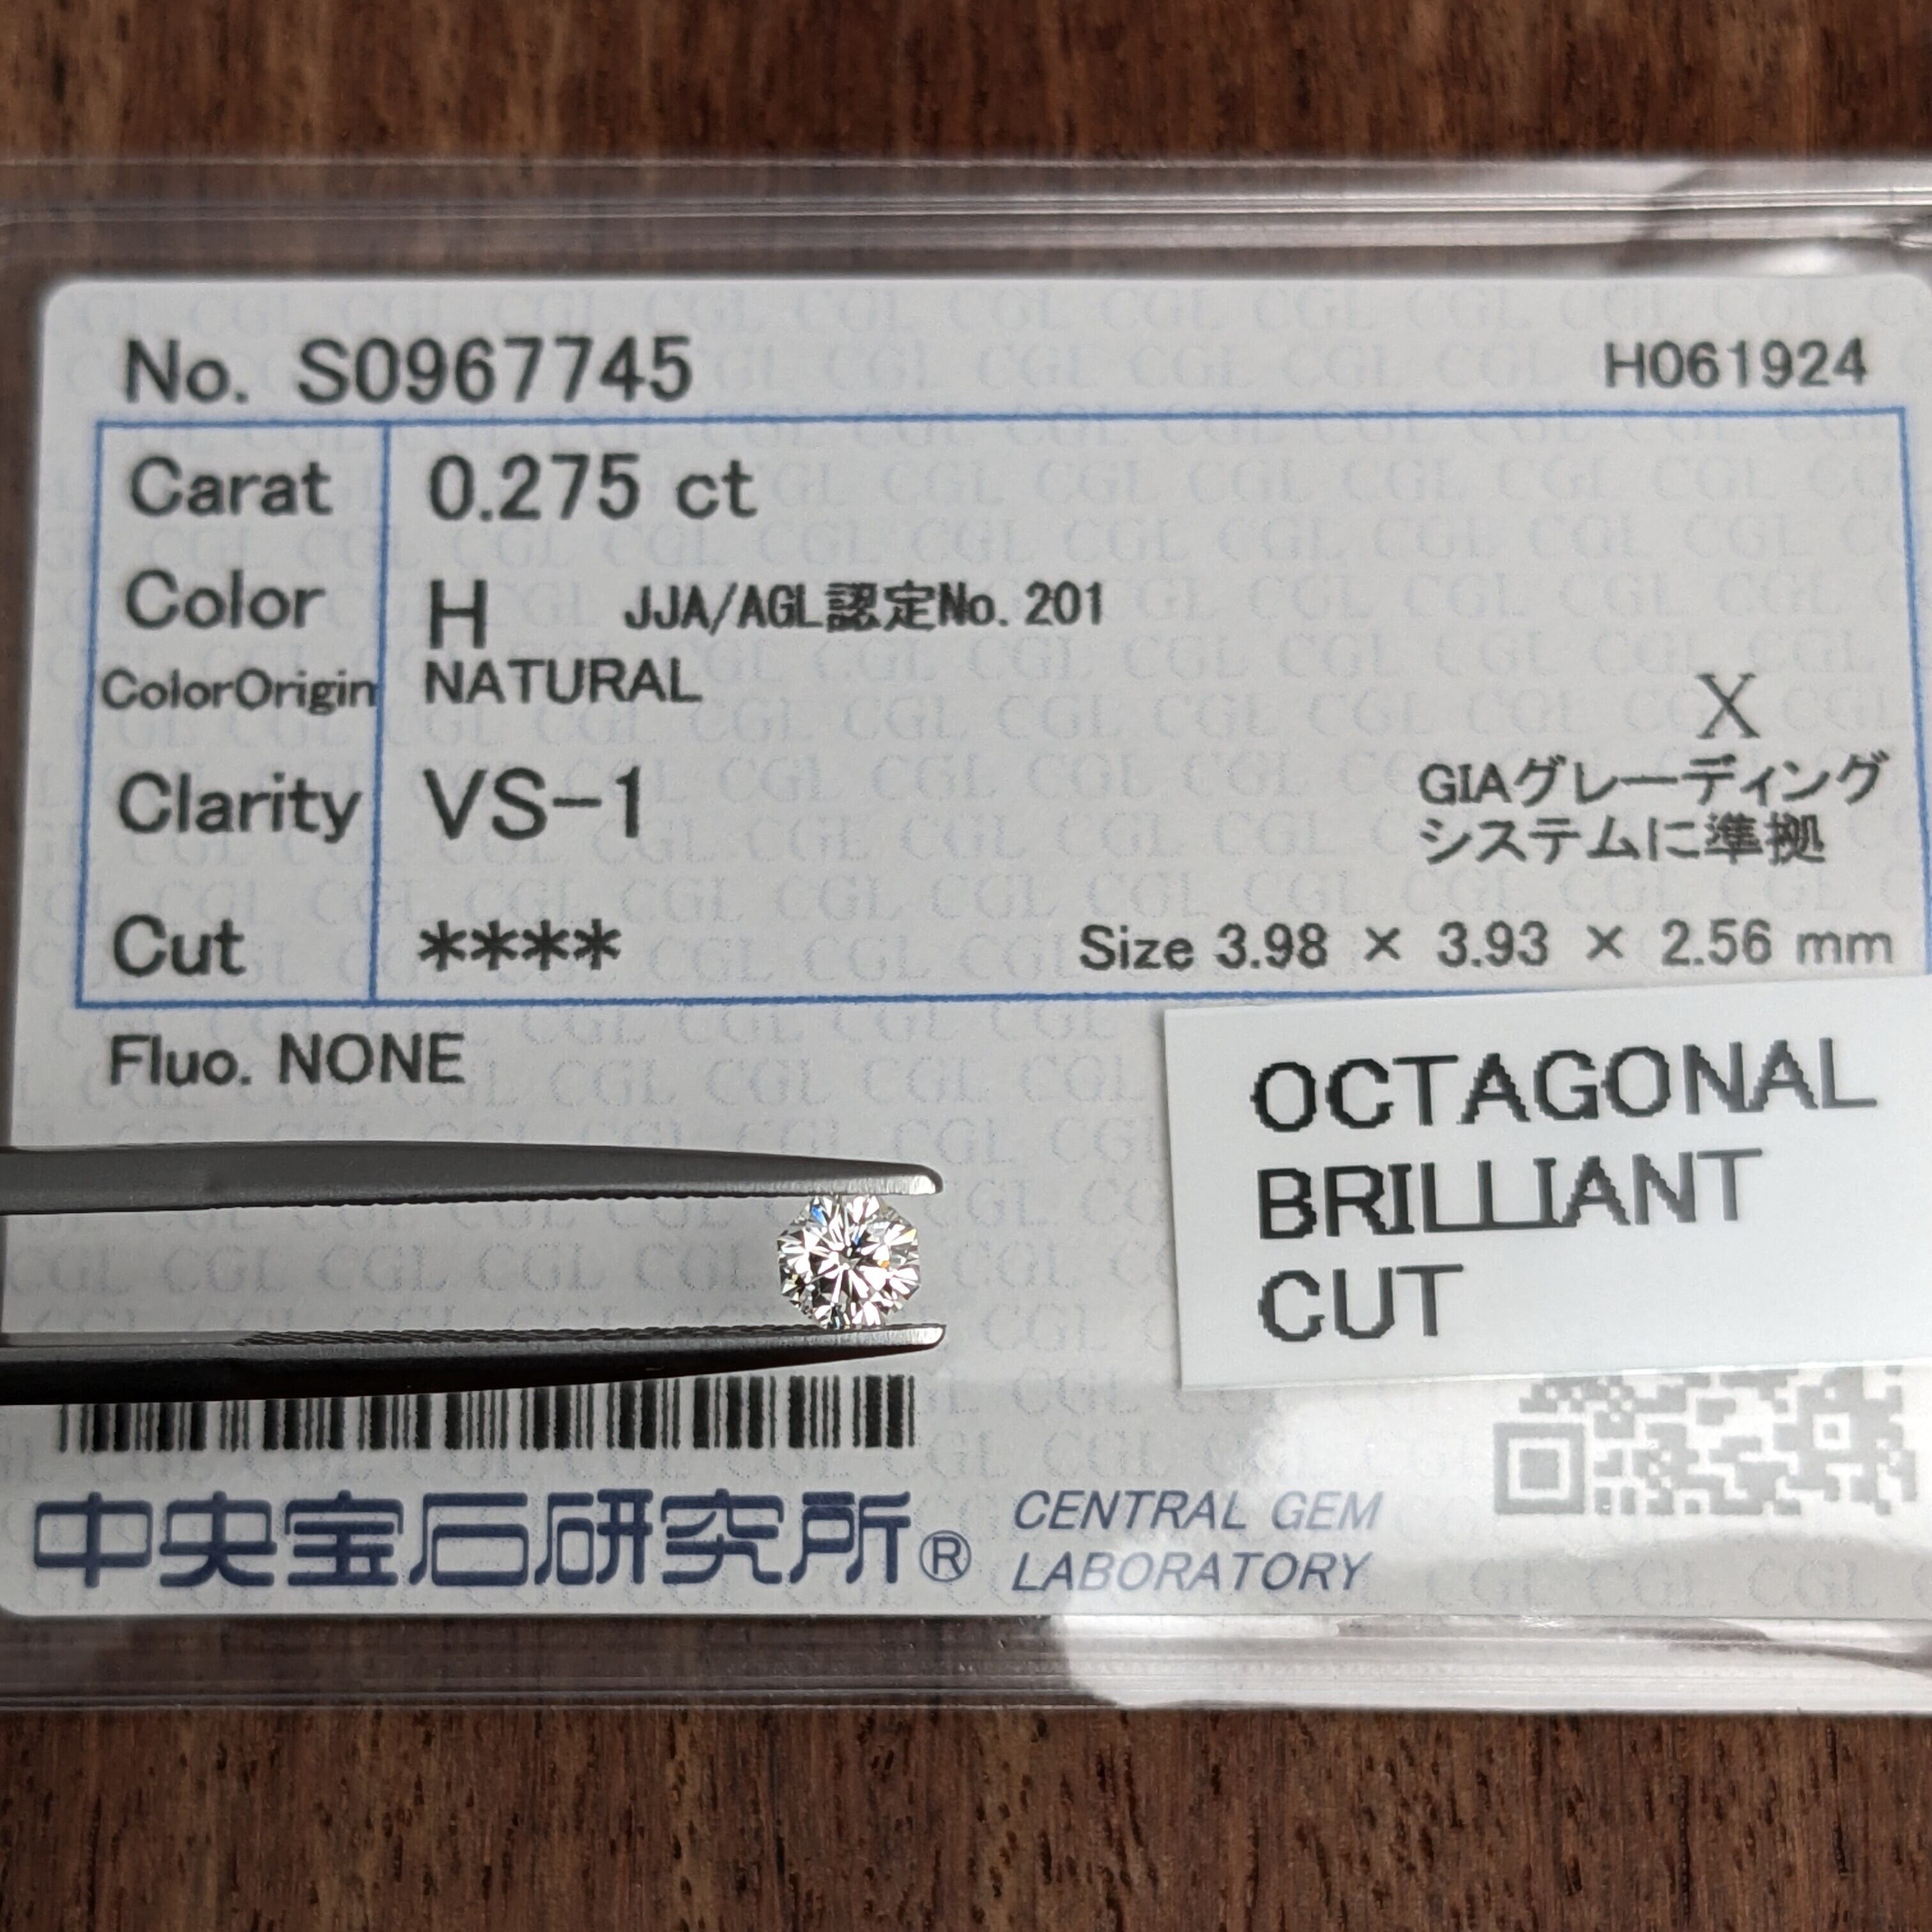 No. S0967745
H061924
Carat 0.275 ct
Color H JJA/AGL認定No. 201
ColorOrigin NATURAL
X
Clarity VS-1
GIAグレーディング
システムに準拠
Cut **** Size 3.98 × 3.93 × 2.56 mm
Fluo. NONE
OCTAGONAL
BRILLIANT
CUT
中央宝石研究所® CENTRAL GEM
LABORATORY